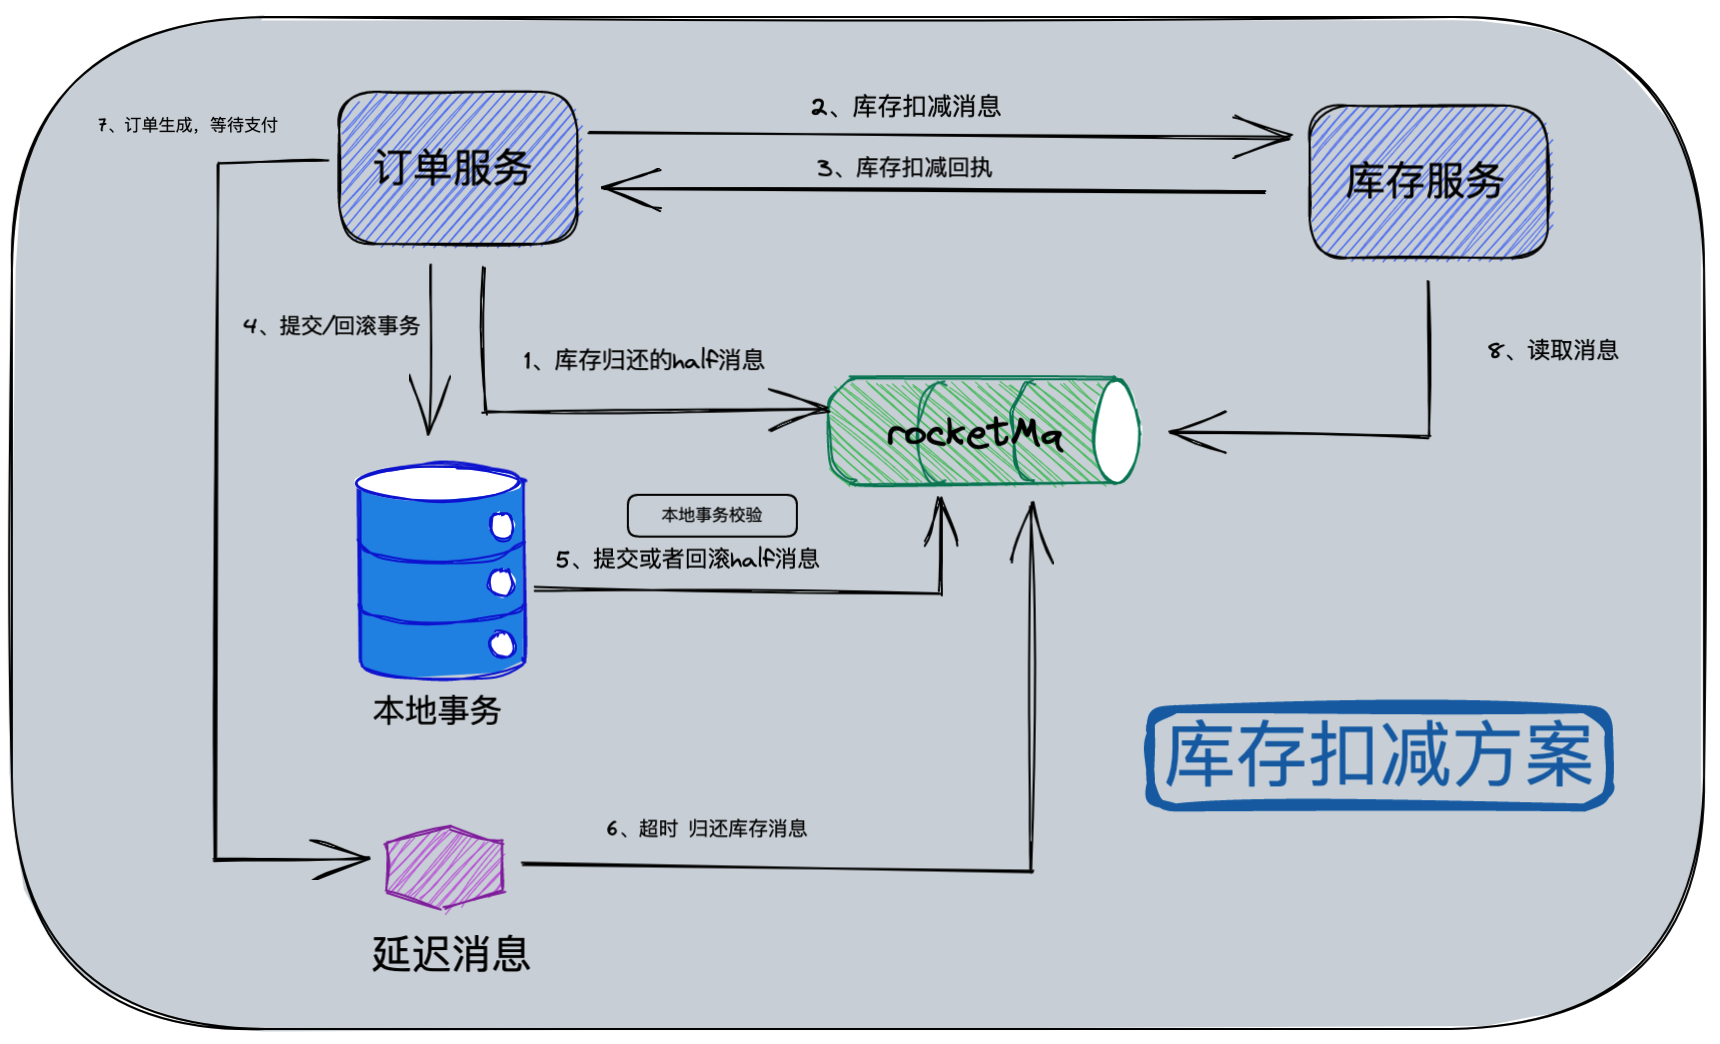 2、库存扣减消息
7、订单生成，等待支付
订单服务
3、库存扣减回执
库存服务
4、提交/回滚事务
1、库存归还的half消息
8、读取消息
rocketMq
本地事务校验
5、提交或者回滚half消息
本地事务
库存扣减方案
6、超时 归还库存消息
延迟消息